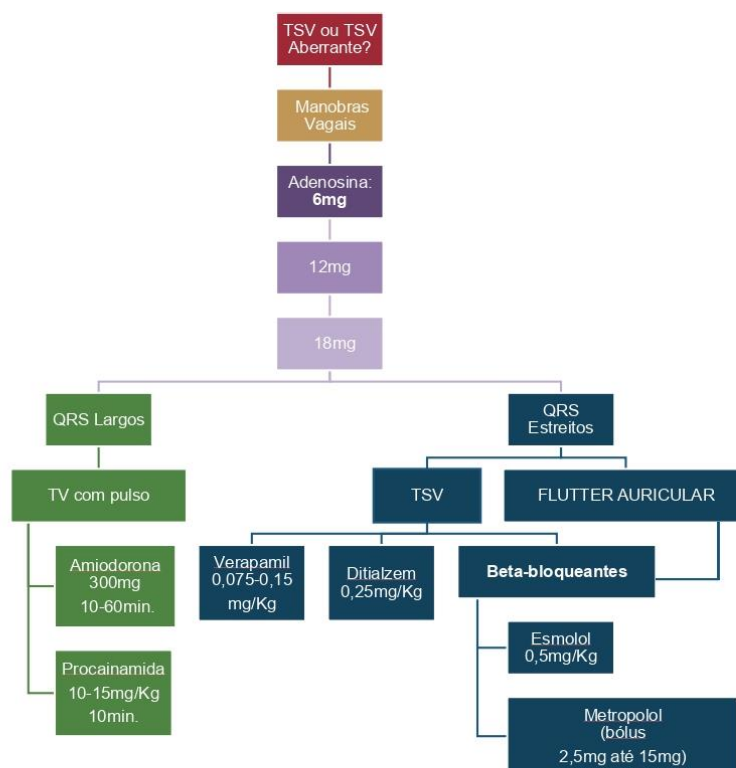 TSV ou TSV
Aberrante?
Manobras
Vagais
Adenosina:
6mg
12mg
18mg
QRS Largos
QRS
Estreitos
TV com pulso
TSV
FLUTTER AURICULAR
Amiodorona
300mg
10-60min.
Verapamil
0,075-0,15
mg/Kg
Ditialzem
0,25mg/Kg
Beta-bloqueantes
Procainamida
10-15mg/Kg
10min.
Esmolol
0,5mg/Kg
Metropolol
(bólus
2,5mg até 15mg)